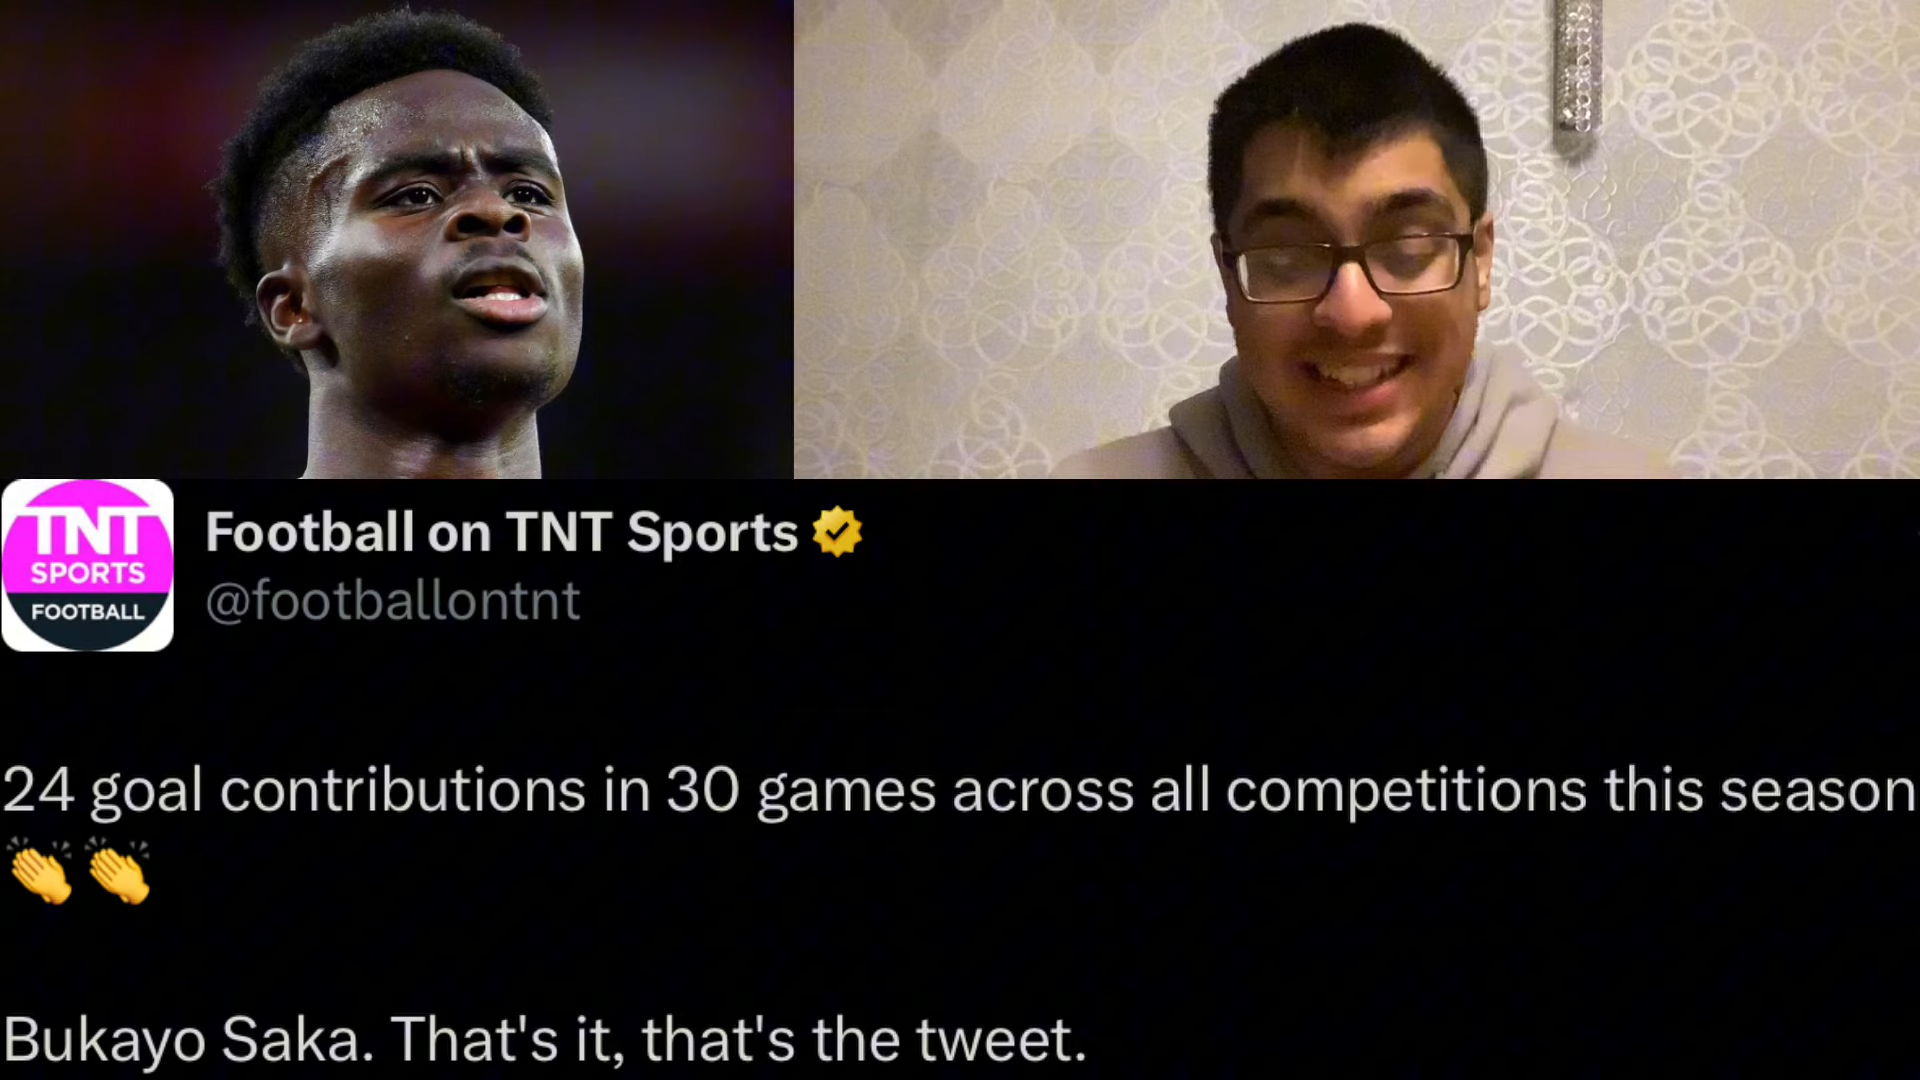 TNT
SPORTS
FOOTBALL
Football on TNT Sports
@footballontnt
24 goal contributions in 30 games across all competitions this season
👏 👏
Bukayo Saka. That's it, that's the tweet.